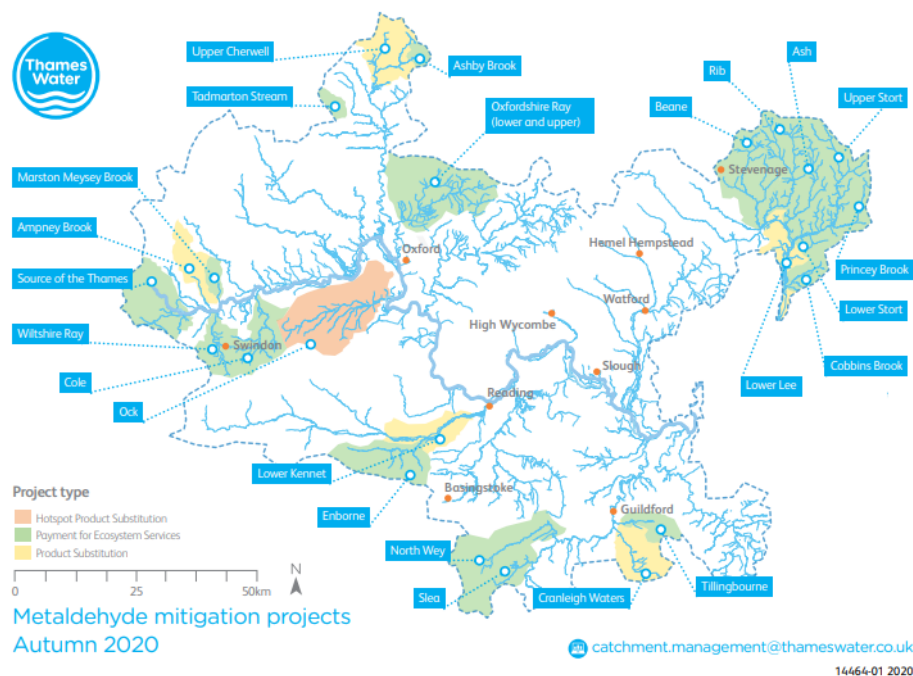 Thames
Water
Upper Cherwell
Ashby Brook
Tadmarton Stream
Oxfordshire Ray
(lower and upper)
Ash
Rib
Beane
Upper Stort
Stevenage
Marston Meysey Brook
Ampney Brook
Source of the Thames
Wiltshire Ray
Swindon
Cole
Ock
Oxford
Hemel Hempstead
Watford
High Wycombe
Slough
Princey Brook
Lower Stort
Cobbins Brook
Lower Lee
Reading
Lower Kennet
Enborne
Basingstoke
Guildford
North Wey
Slea
Cranleigh Waters
Tillingbourne
Project type
Hotspot Product Substitution
Payment for Ecosystem Services
Product Substitution
N
0 25 50km
Metaldehyde mitigation projects
Autumn 2020
catchment.management@thameswater.co.uk
14464-01 2020